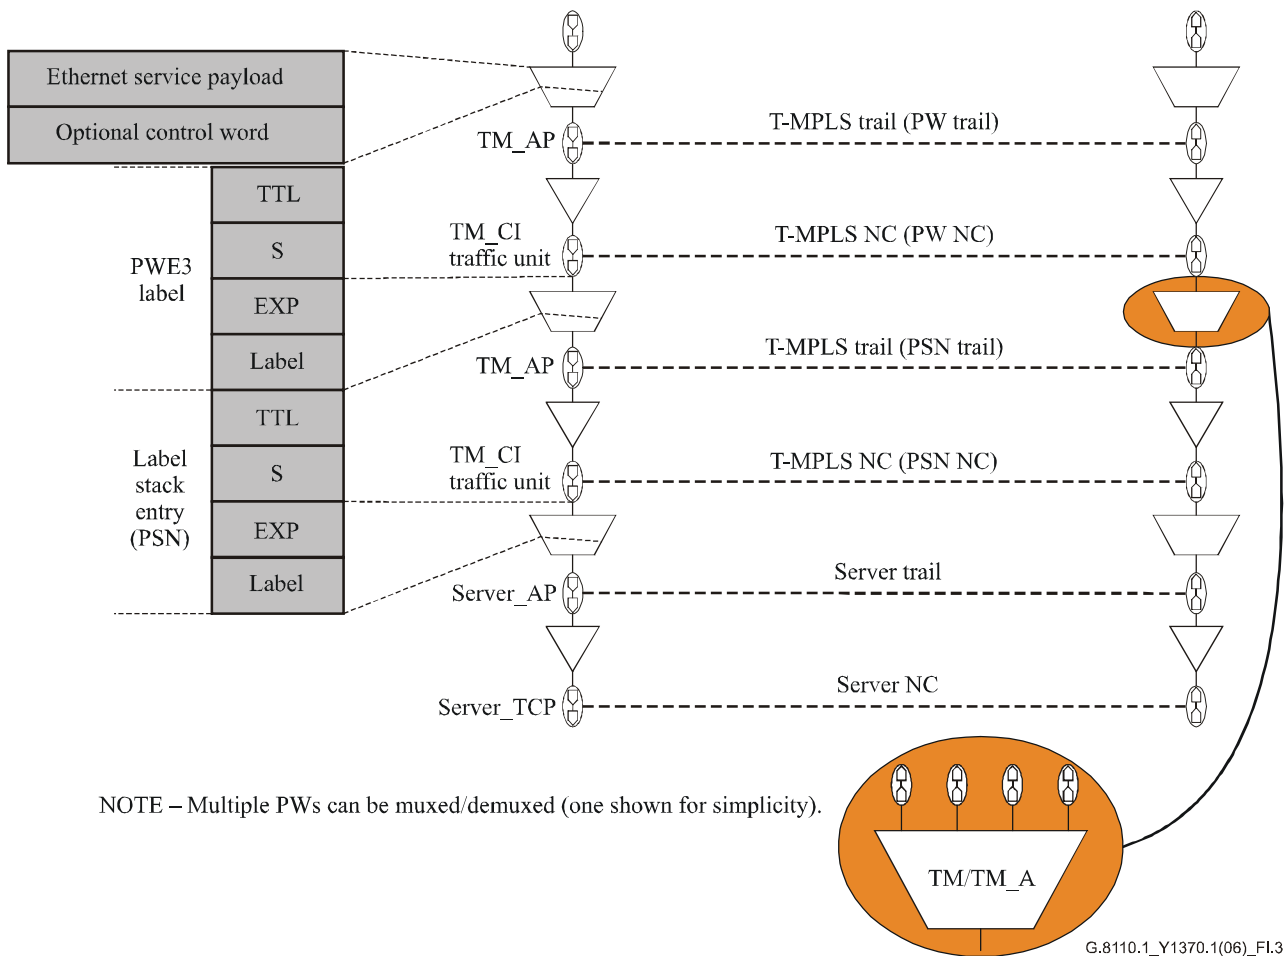 Ethernet service payload
Optional control word
TTL
S
EXP
Label
PWE3
label
TTL
S
EXP
Label
Label
stack
entry
(PSN)
TM_AP
TM_CI
traffic unit
TM_AP
TM_CI
traffic unit
Server_AP
Server_TCP
T-MPLS trail (PW trail)
T-MPLS NC (PW NC)
T-MPLS trail (PSN trail)
T-MPLS NC (PSN NC)
Server trail
Server NC
NOTE – Multiple PWs can be muxed/demuxed (one shown for simplicity).
TM/TM_A
G.8110.1_Y1370.1(06)_FI.3